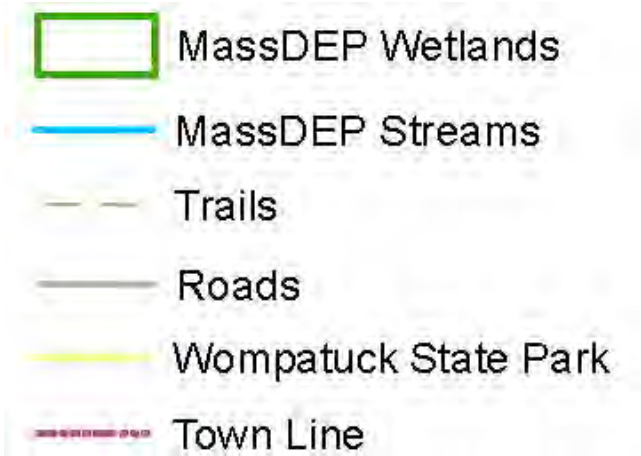 MassDEP Wetlands
MassDEP Streams
Trails
Roads
Wompatuck State Park
Town Line